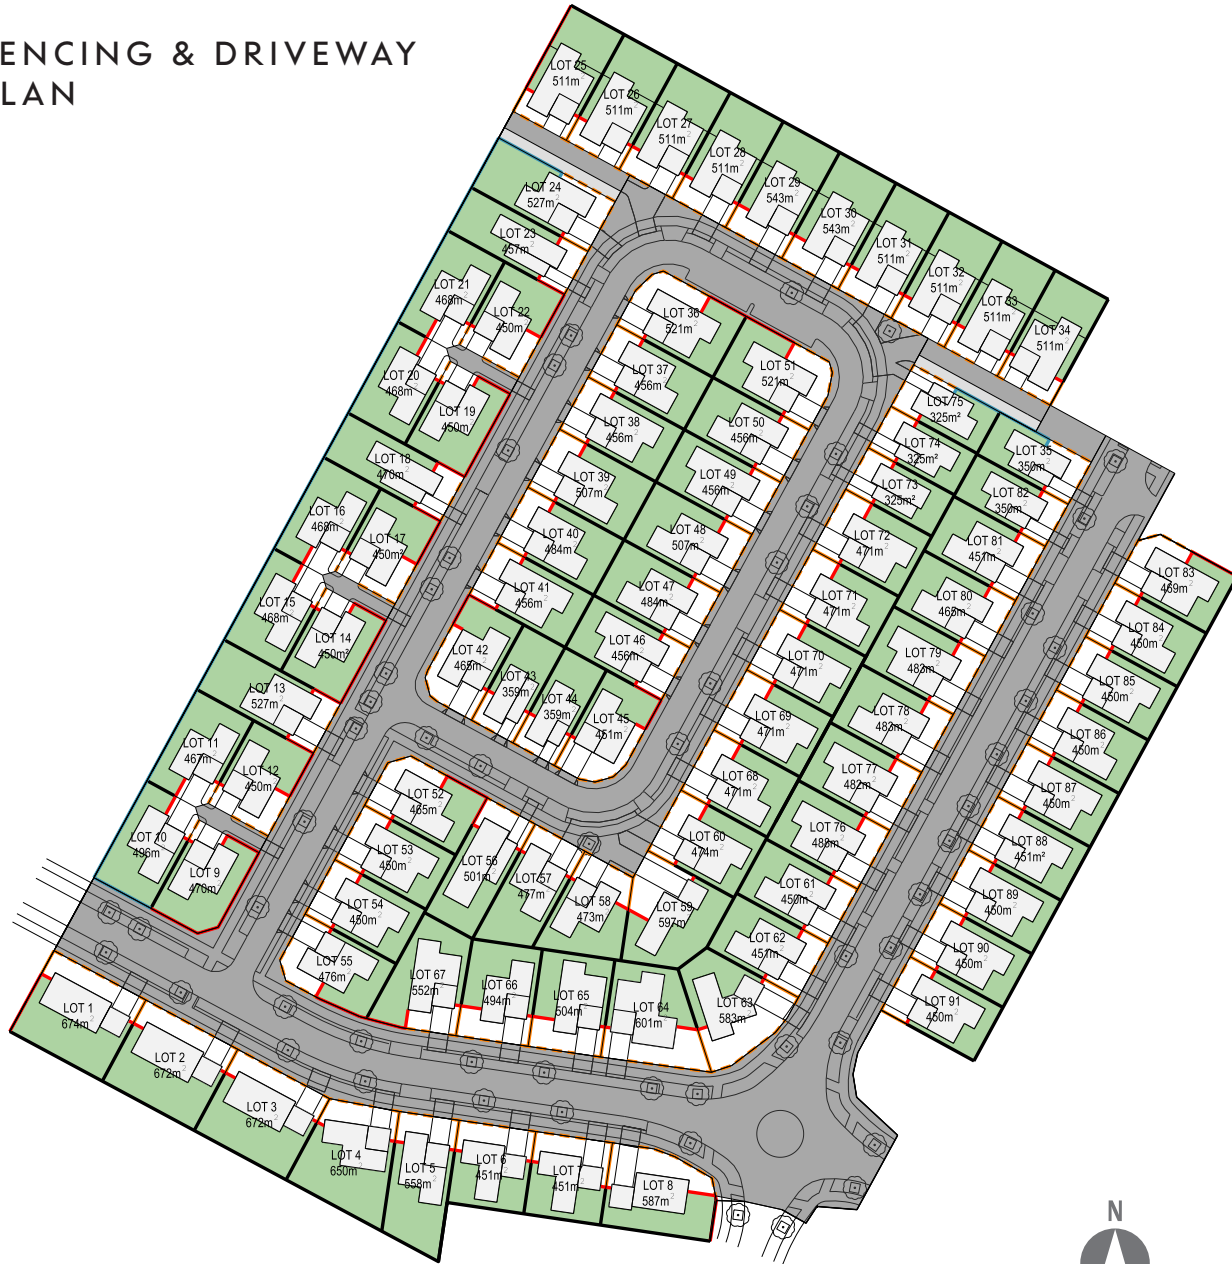 ENCING & DRIVEWAY
LAN
LOT 25
511m²
LOT 26
511m²
LOT 27
511m²
LOT 28
511m²
LOT 29
543m²
LOT 30
543m²
LOT 31
511m²
LOT 32
511m²
LOT 33
511m²
LOT 34
511m²
LOT 24
527m²
LOT 23
457m²
LOT 21
468m²
LOT 22
450m²
LOT 20
468m²
LOT 19
450m²
LOT 18
470m²
LOT 16
468m²
LOT 17
450m²
LOT 15
468m²
LOT 14
450m²
LOT 13
527m²
LOT 11
467m²
LOT 12
450m²
LOT 10
496m²
LOT 9
470m²
LOT 36
521m²
LOT 37
456m²
LOT 38
456m²
LOT 39
507m²
LOT 40
484m²
LOT 41
456m²
LOT 42
465m²
LOT 43
359m²
LOT 44
359m²
LOT 45
451m²
LOT 51
521m²
LOT 50
456m²
LOT 49
456m²
LOT 48
507m²
LOT 47
484m²
LOT 46
456m²
LOT 75
325m²
LOT 74
325m²
LOT 73
325m²
LOT 72
471m²
LOT 71
471m²
LOT 70
471m²
LOT 69
471m²
LOT 68
471m²
LOT 60
474m²
LOT 35
350m²
LOT 82
350m²
LOT 81
451m²
LOT 80
465m²
LOT 79
483m²
LOT 78
483m²
LOT 77
482m²
LOT 76
488m²
LOT 61
450m²
LOT 62
451m²
LOT 63
583m²
LOT 83
469m²
LOT 84
450m²
LOT 85
450m²
LOT 86
450m²
LOT 87
450m²
LOT 88
451m²
LOT 89
450m²
LOT 90
450m²
LOT 91
450m²
LOT 52
465m²
LOT 53
450m²
LOT 54
450m²
LOT 55
476m²
LOT 56
501m²
LOT 57
477m²
LOT 58
473m²
LOT 59
597m²
LOT 67
552m²
LOT 66
494m²
LOT 65
504m²
LOT 64
601m²
LOT 1
674m²
LOT 2
672m²
LOT 3
672m²
LOT 4
650m²
LOT 5
558m²
LOT 6
451m²
LOT 7
451m²
LOT 8
587m²
N